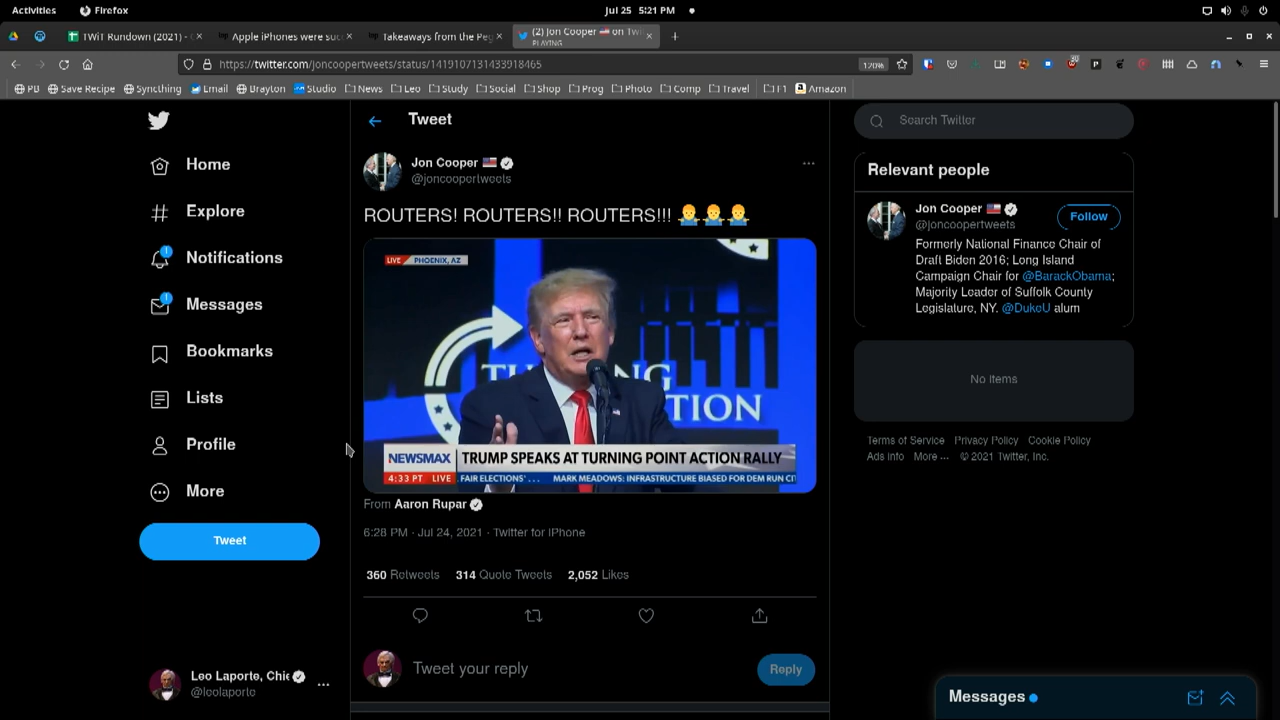 Activities Firefox Jul 25 5:21 PM
TWiT Rundown (2021) - Apple iPhones were suc Takeaways from the Peg (2) Jon Cooper on Twi
PLAYING
https://twitter.com/joncoopertweets/status/1419107131433918465 120%
PB Save Recipe Syncthing Email Brayton Studio News Leo Study Social Shop Prog Photo Comp Travel F1 Amazon
Home
Explore
Notifications
Messages
Bookmarks
Lists
Profile
More
Tweet
Leo Laporte, Chie
@leolaporte
Tweet
Jon Cooper
@joncoopertweets
ROUTERS! ROUTERS!! ROUTERS!!!
LIVE PHOENIX, AZ
NEWSMAX TRUMP SPEAKS AT TURNING POINT ACTION RALLY
4:33 PT LIVE FAIR ELECTIONS'... MARK MEADOWS: INFRASTRUCTURE BIASED FOR DEM RUN
From Aaron Rupar
6:28 PM · Jul 24, 2021 · Twitter for iPhone
360 Retweets 314 Quote Tweets 2,052 Likes
Tweet your reply Reply
Search Twitter
Relevant people
Jon Cooper
@joncoopertweets
Follow
Formerly National Finance Chair of
Draft Biden 2016; Long Island
Campaign Chair for @BarackObama;
Majority Leader of Suffolk County
Legislature, NY. @DukeU alum
No items
Terms of Service Privacy Policy Cookie Policy
Ads info More ... © 2021 Twitter, Inc.
Messages